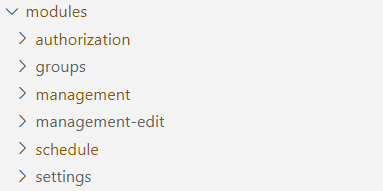 modules
authorization
groups
management
management-edit
schedule
settings